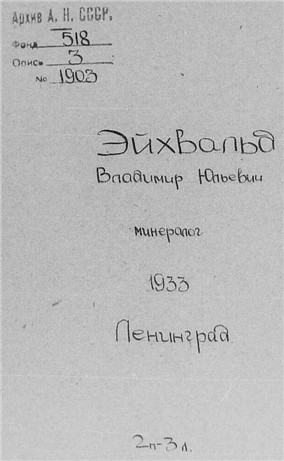 Архив А. Н. СССР.
Фонд 518
Опись 3
№ 1903
Эйхвальд
Владимир Юльевич
минералог
1933
Ленинград
2п-3л.